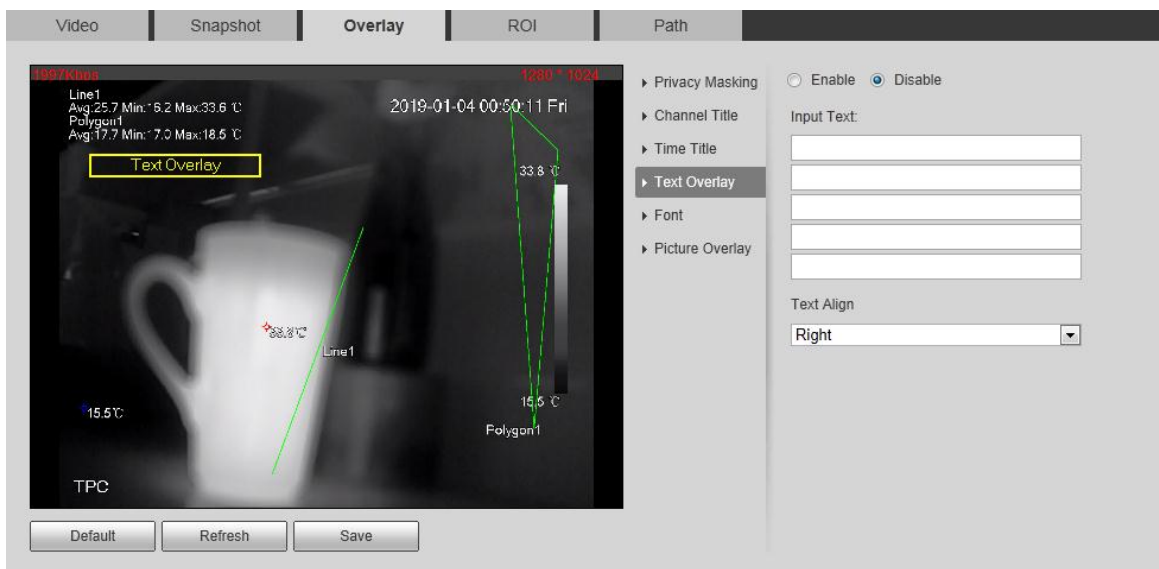 Video
Snapshot
Overlay
ROI
Path
1997Kbps
1280 * 1024
Line1
Avg:25.7 Min:16.2 Max:33.6 ℃
Polygon1
Avg:17.7 Min:17.0 Max:18.5 ℃
2019-01-04 00:50:11 Fri
Text Overlay
33.8 ℃
Line1
15.5℃
15.5 ℃
Polygon1
TPC
Default
Refresh
Save
Privacy Masking
Channel Title
Time Title
Text Overlay
Font
Picture Overlay
Enable
Disable
Input Text:
Text Align
Right